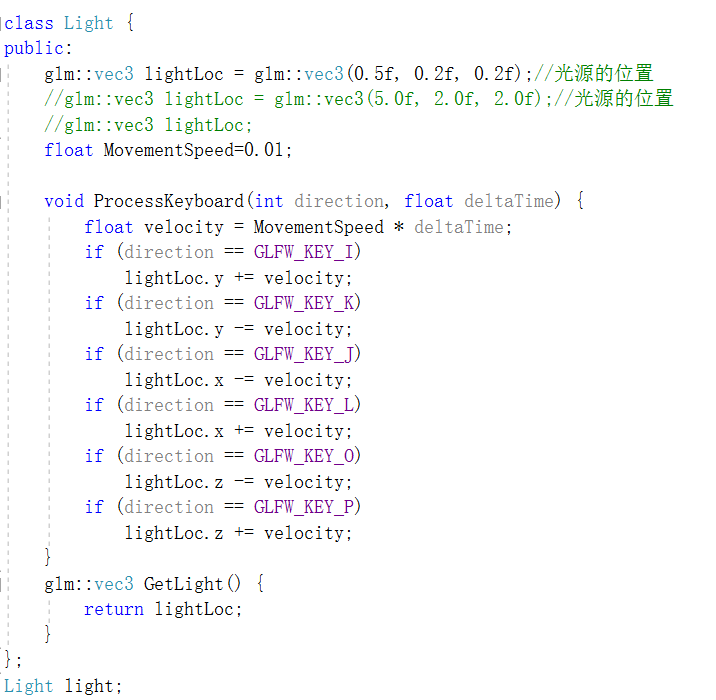 class Light {
public:
    glm::vec3 lightLoc = glm::vec3(0.5f, 0.2f, 0.2f);//光源的位置
    //glm::vec3 lightLoc = glm::vec3(5.0f, 2.0f, 2.0f);//光源的位置
    //glm::vec3 lightLoc;
    float MovementSpeed=0.01;

    void ProcessKeyboard(int direction, float deltaTime) {
        float velocity = MovementSpeed * deltaTime;
        if (direction == GLFW_KEY_I)
            lightLoc.y += velocity;
        if (direction == GLFW_KEY_K)
            lightLoc.y -= velocity;
        if (direction == GLFW_KEY_J)
            lightLoc.x -= velocity;
        if (direction == GLFW_KEY_L)
            lightLoc.x += velocity;
        if (direction == GLFW_KEY_O)
            lightLoc.z -= velocity;
        if (direction == GLFW_KEY_P)
            lightLoc.z += velocity;
    }
    glm::vec3 GetLight() {
        return lightLoc;
    }
};
Light light;